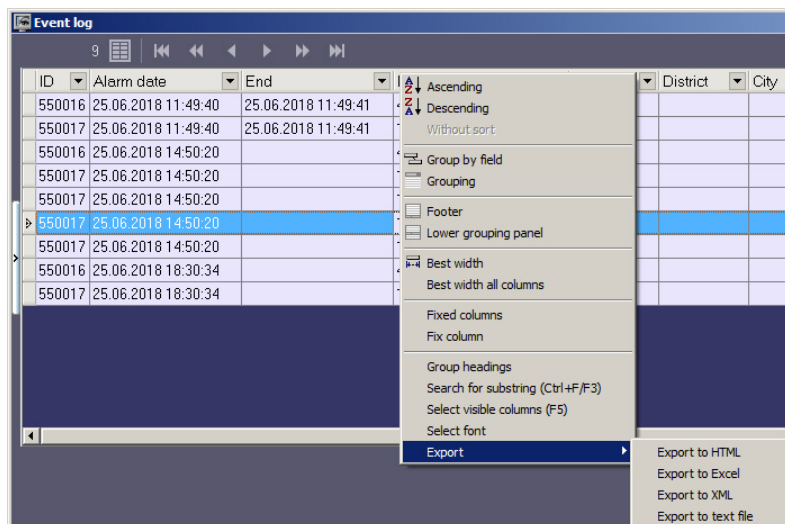 Event log
9
ID Alarm date End District City
550016 25.06.2018 11:49:40 25.06.2018 11:49:41
550017 25.06.2018 11:49:40 25.06.2018 11:49:41
550016 25.06.2018 14:50:20
550017 25.06.2018 14:50:20
550017 25.06.2018 14:50:20
550017 25.06.2018 14:50:20
550017 25.06.2018 14:50:20
550016 25.06.2018 18:30:34
550017 25.06.2018 18:30:34
Ascending
Descending
Without sort
Group by field
Grouping
Footer
Lower grouping panel
Best width
Best width all columns
Fixed columns
Fix column
Group headings
Search for substring (Ctrl+F/F3)
Select visible columns (F5)
Select font
Export
Export to HTML
Export to Excel
Export to XML
Export to text file